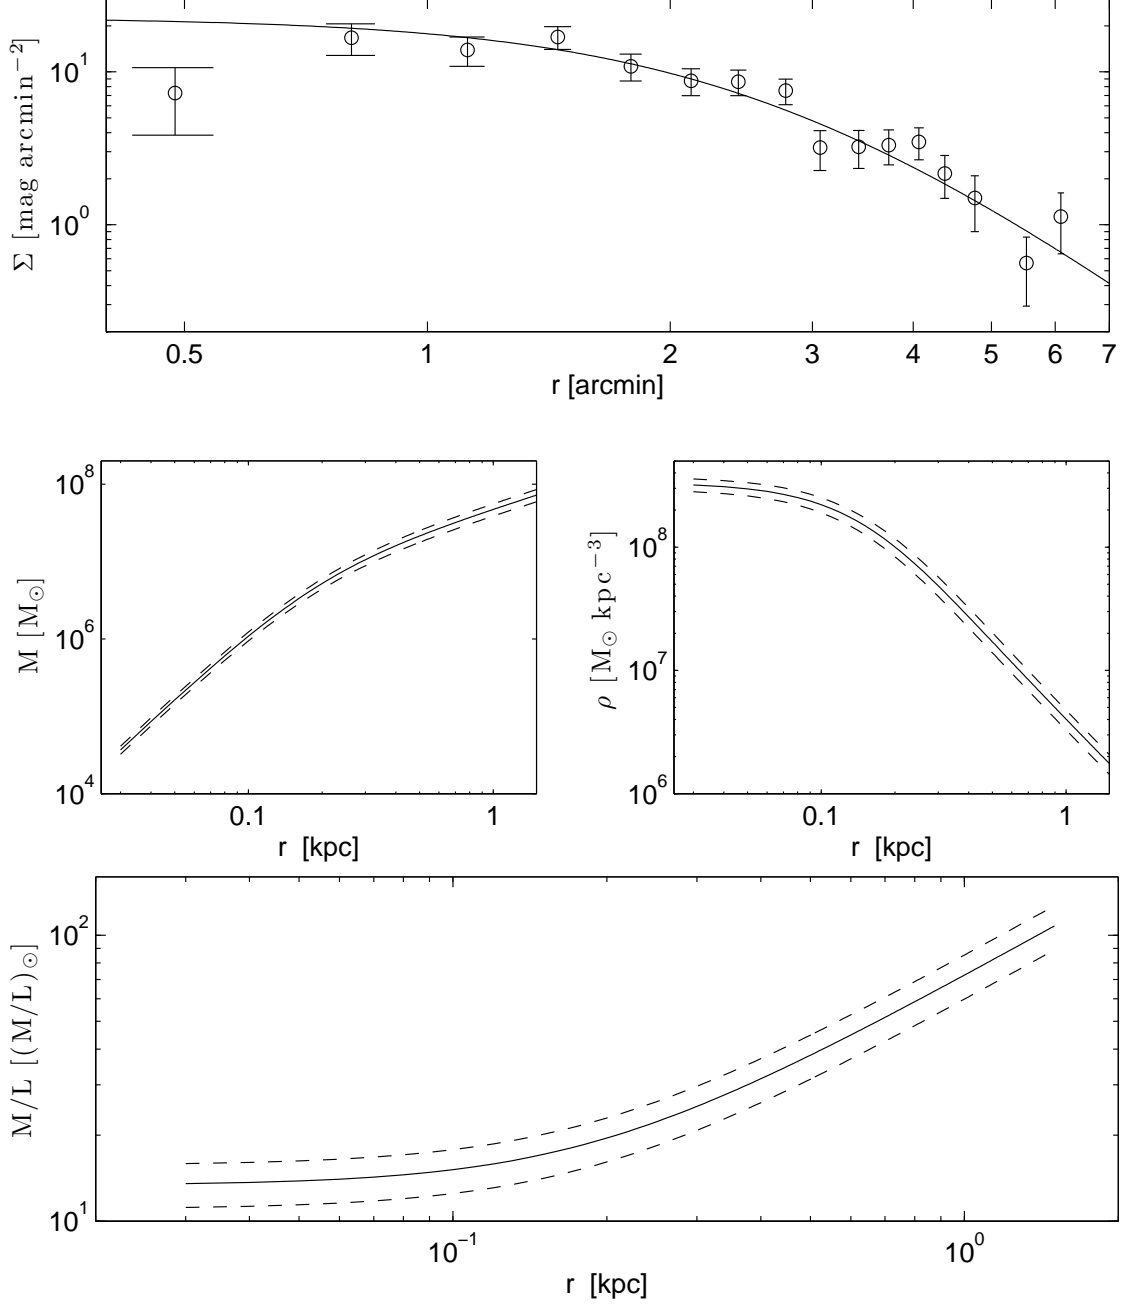 Σ [mag arcmin⁻²]
10¹
10⁰
0.5 1 2 3 4 5 6 7
r [arcmin]
M [M⊙]
10⁸
10⁶
10⁴
0.1 1
r [kpc]
ρ [M⊙ kpc⁻³]
10⁸
10⁷
10⁶
0.1 1
r [kpc]
M/L [(M/L)⊙]
10²
10¹
10⁻¹ 10⁰
r [kpc]